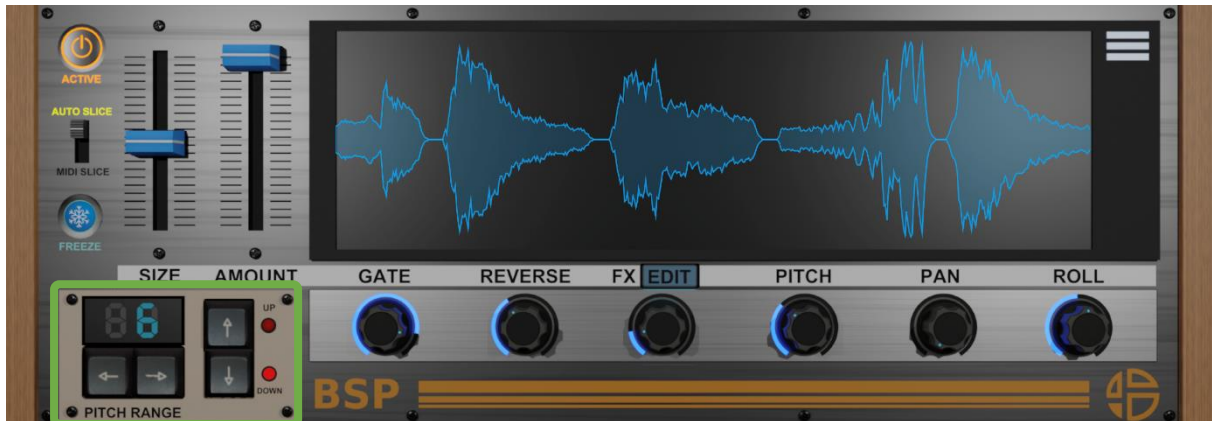 ACTIVE
AUTO SLICE
MIDI SLICE
FREEZE
SIZE AMOUNT GATE REVERSE FX EDIT PITCH PAN ROLL
6 UP
DOWN
PITCH RANGE
BSP